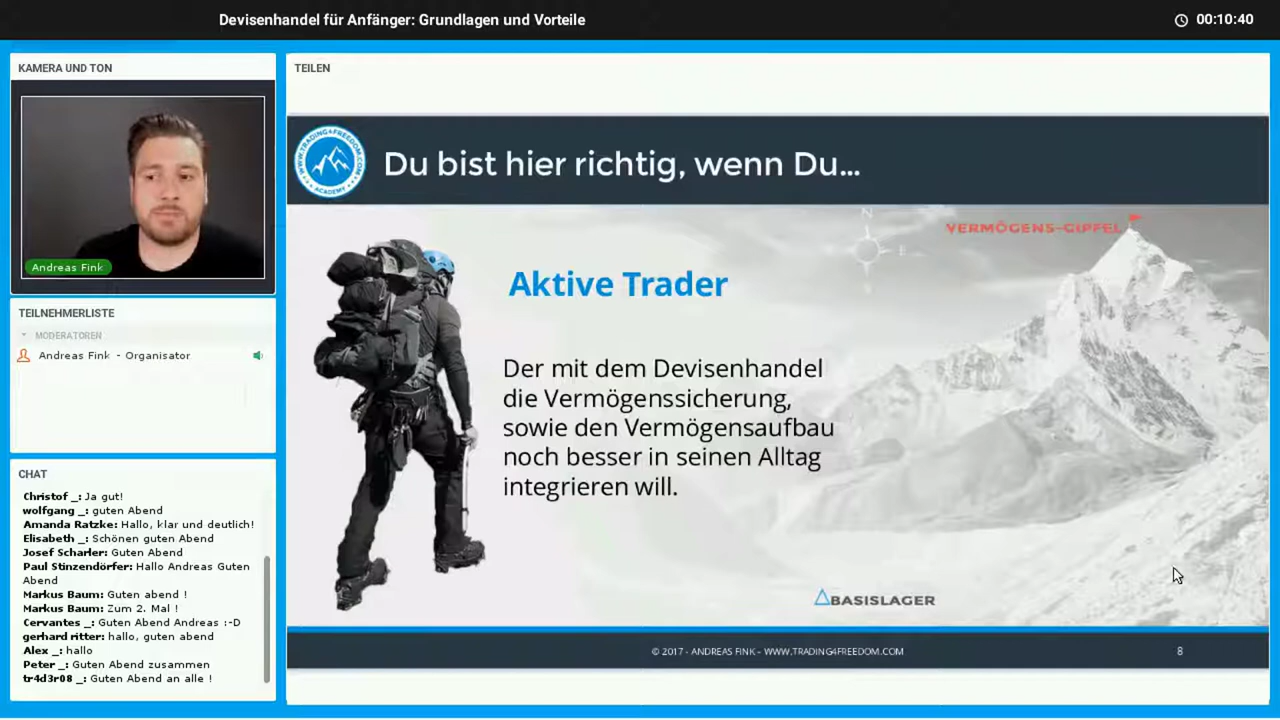 Devisenhandel für Anfänger: Grundlagen und Vorteile
00:10:40
KAMERA UND TON
Andreas Fink
TEILNEHMERLISTE
MODERATOREN
Andreas Fink - Organisator
CHAT
Christof _: Ja gut!
wolfgang _: guten Abend
Amanda Ratzke: Hallo, klar und deutlich!
Elisabeth _: Schönen guten Abend
Josef Scharler: Guten Abend
Paul Stinzendörfer: Hallo Andreas Guten
Abend
Markus Baum: Guten abend !
Markus Baum: Zum 2. Mal !
Cervantes _: Guten Abend Andreas :-D
gerhard ritter: hallo, guten abend
Alex _: hallo
Peter _: Guten Abend zusammen
tr4d3r08 _: Guten Abend an alle !
TEILEN
WWW.TRADING4FREEDOM.COM
ACADEMY
Du bist hier richtig, wenn Du...
N
E
VERMÖGENS-GIPFEL
Aktive Trader
Der mit dem Devisenhandel
die Vermögenssicherung,
sowie den Vermögensaufbau
noch besser in seinen Alltag
integrieren will.
BASISLAGER
© 2017 - ANDREAS FINK - WWW.TRADING4FREEDOM.COM
8